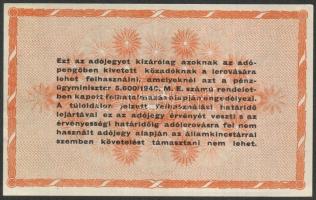 Ezt az adójegyet kizárólag azoknak az adó-
pengőben kivetett közadóknak a lerovására
lehet felhasználni, amelyeknél azt a pénz-
ügyminiszter 5.600/1946. M. E. számú rendelet-
ben kapott felhatalmazás alapján engedélyezi.
A túloldalon jelzett felhasználási határidő
lejártával ez az adójegy érvényét veszti s az
érvényességi határidőig adólerovásra fel nem
használt adójegy alapján az államkincstárral
szemben követelést támasztani nem lehet.